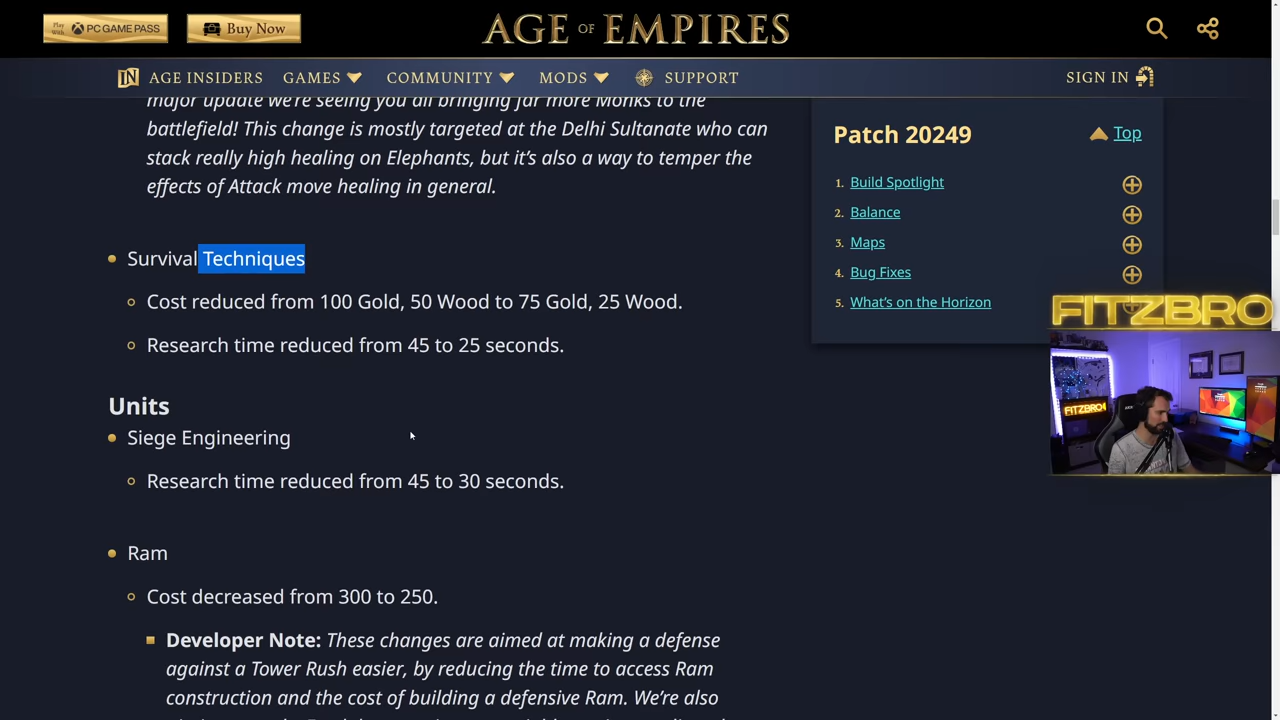 Play With PC GAME PASS
Buy Now
AGE OF EMPIRES
AGE INSIDERS
GAMES
COMMUNITY
MODS
SUPPORT
SIGN IN
major update we're seeing you all bringing far more Monks to the
battlefield! This change is mostly targeted at the Delhi Sultanate who can
stack really high healing on Elephants, but it's also a way to temper the
effects of Attack move healing in general.
Survival Techniques
Cost reduced from 100 Gold, 50 Wood to 75 Gold, 25 Wood.
Research time reduced from 45 to 25 seconds.
Units
Siege Engineering
Research time reduced from 45 to 30 seconds.
Ram
Cost decreased from 300 to 250.
Developer Note: These changes are aimed at making a defense
against a Tower Rush easier, by reducing the time to access Ram
construction and the cost of building a defensive Ram. We're also
Patch 20249
Top
1. Build Spotlight
2. Balance
3. Maps
4. Bug Fixes
5. What's on the Horizon
FITZBRO
FITZBRO